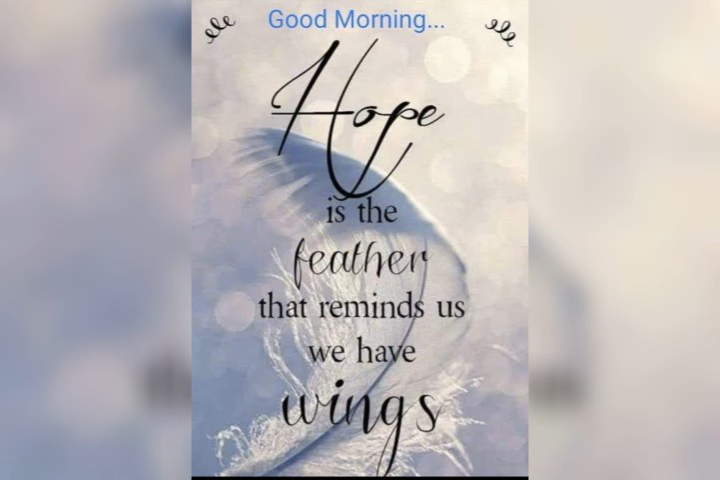 Good Morning...
Hope
is the
feather
that reminds us
we have
wings